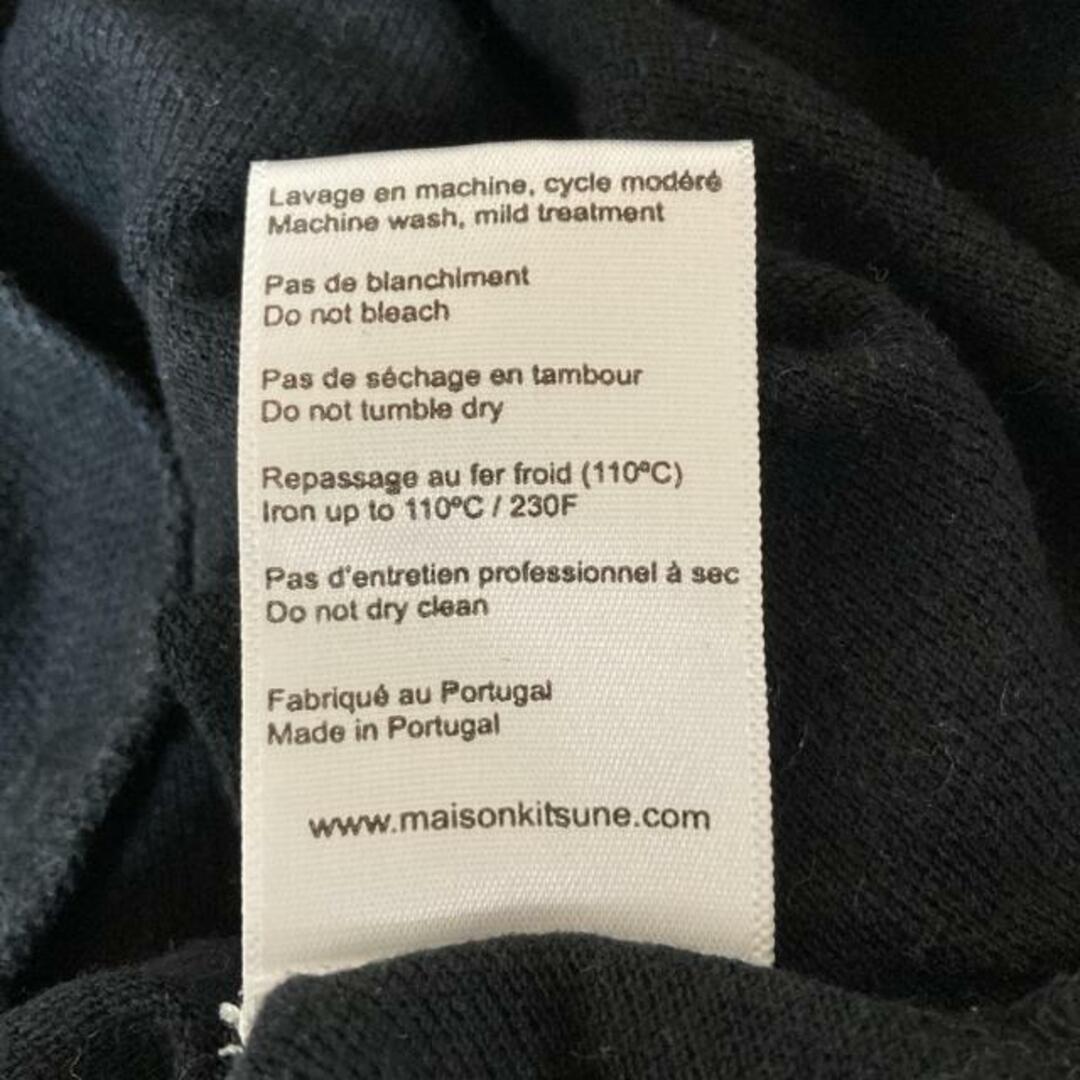 Lavage en machine, cycle modéré
Machine wash, mild treatment
Pas de blanchiment
Do not bleach
Pas de séchage en tambour
Do not tumble dry
Repassage au fer froid (110ºC)
Iron up to 110ºC / 230F
Pas d'entretien professionnel à sec
Do not dry clean
Fabriqué au Portugal
Made in Portugal
www.maisonkitsune.com